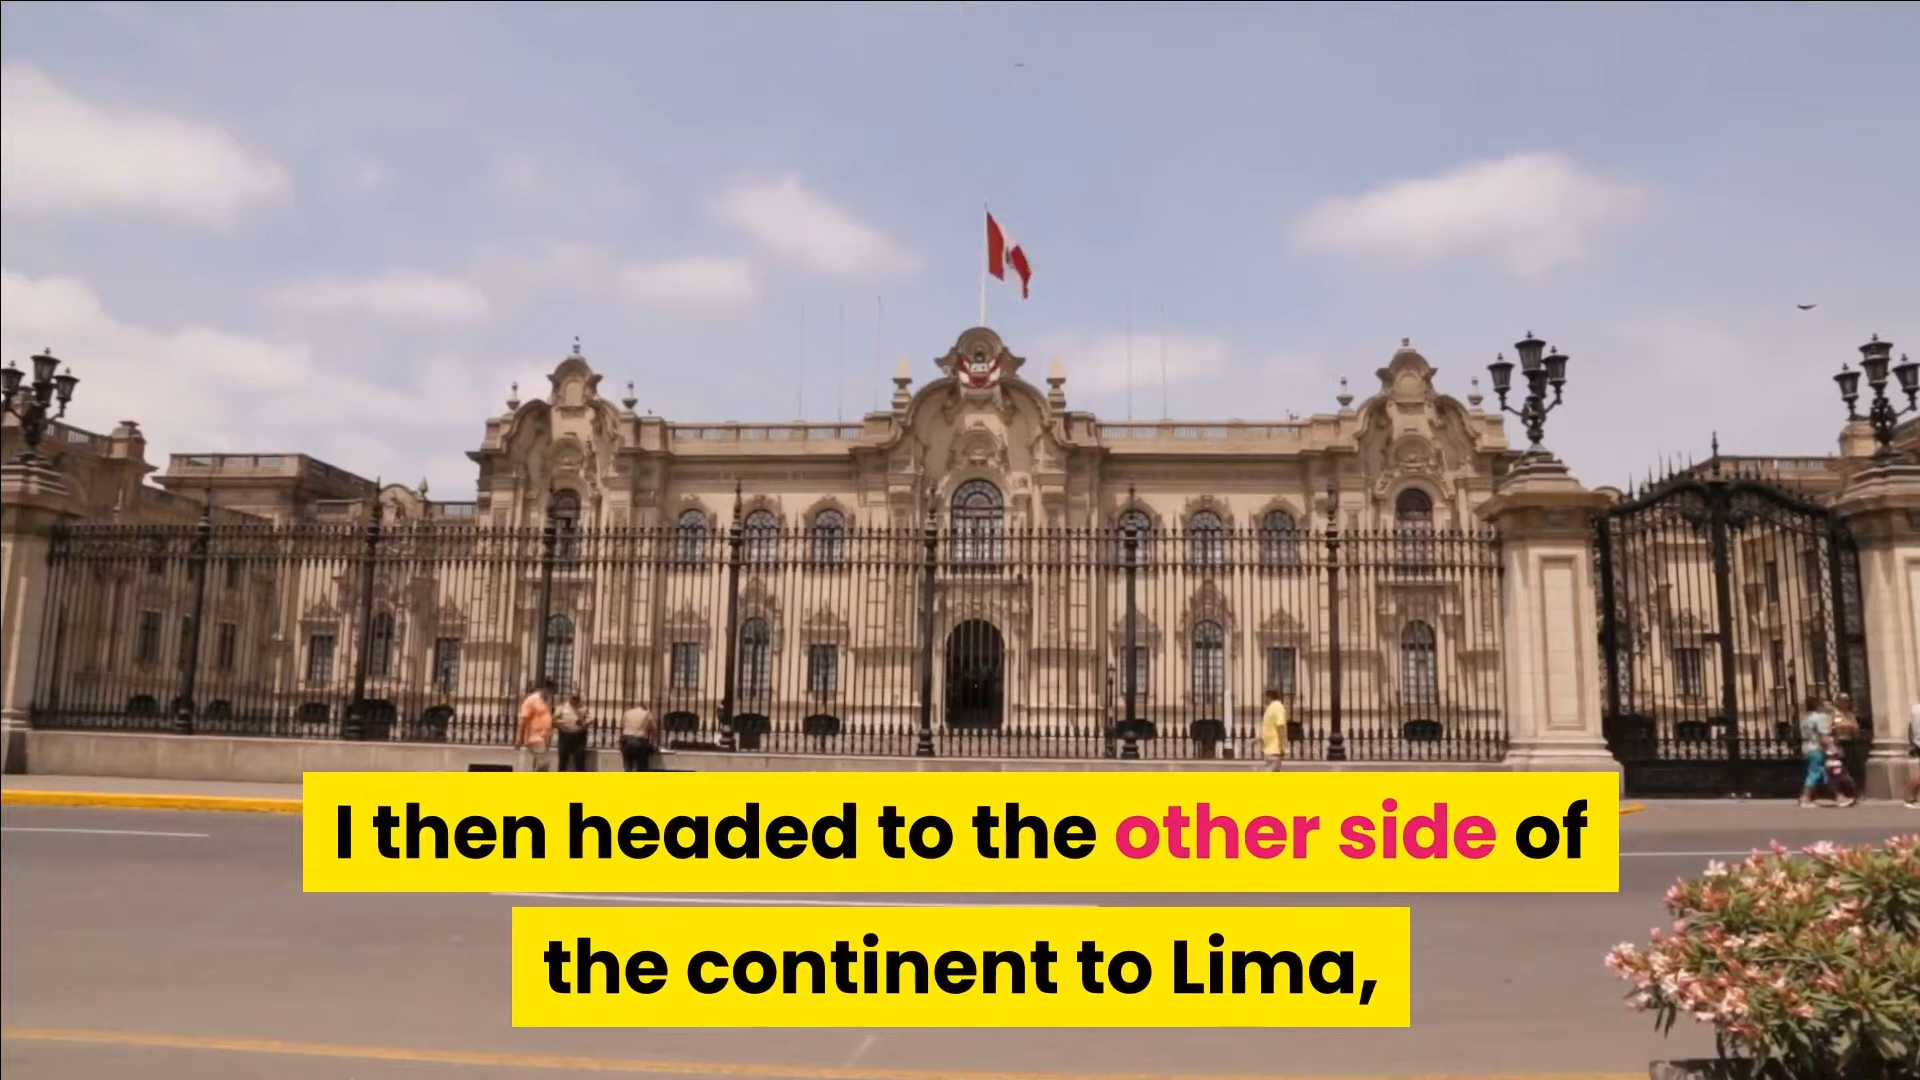 I then headed to the other side of
the continent to Lima,